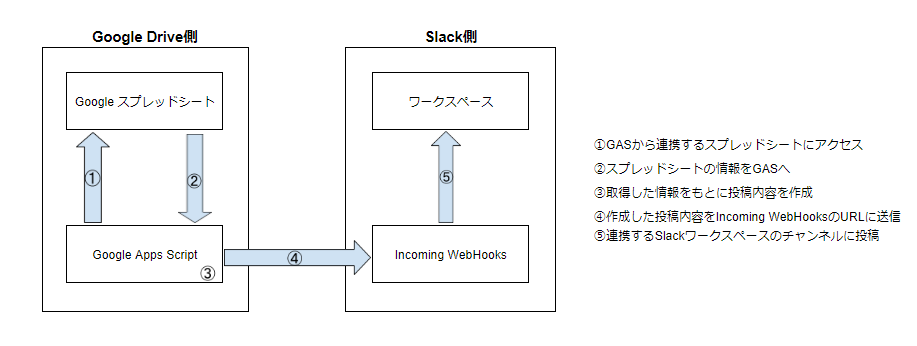 Google Drive側
Slack側
Google スプレッドシート
ワークスペース
①
②
⑤
Google Apps Script
③
④
Incoming WebHooks
①GASから連携するスプレッドシートにアクセス
②スプレッドシートの情報をGASへ
③取得した情報をもとに投稿内容を作成
④作成した投稿内容をIncoming WebHooksのURLに送信
⑤連携するSlackワークスペースのチャンネルに投稿